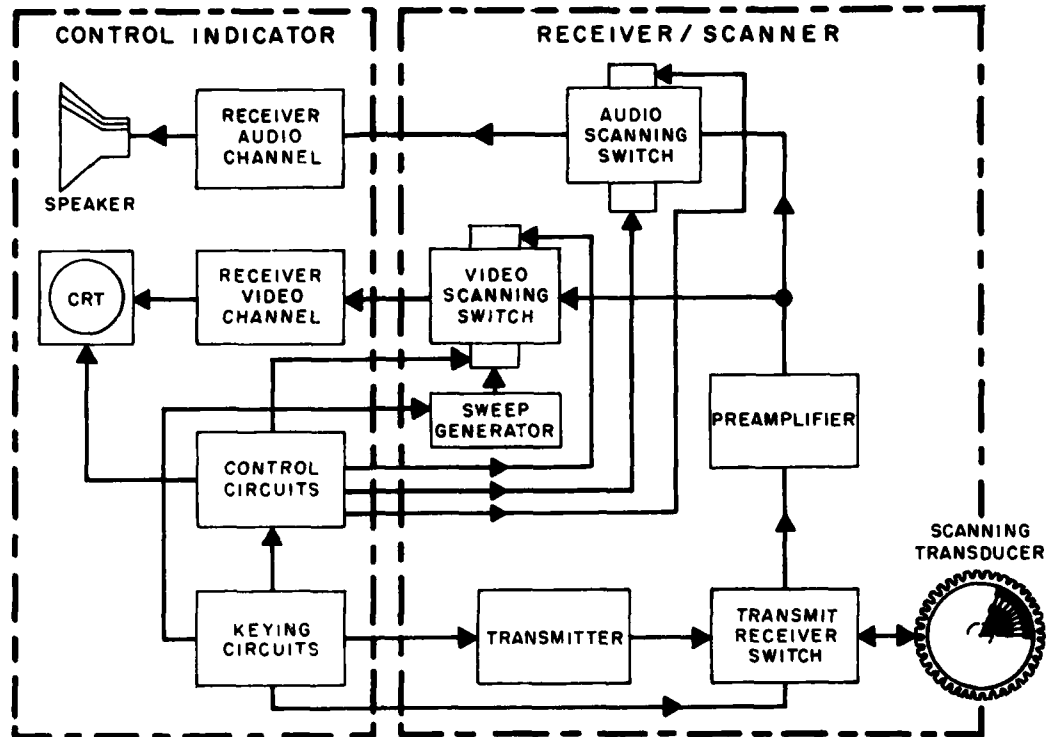 CONTROL INDICATOR
RECEIVER / SCANNER
RECEIVER
AUDIO
CHANNEL
AUDIO
SCANNING
SWITCH
SPEAKER
CRT
RECEIVER
VIDEO
CHANNEL
VIDEO
SCANNING
SWITCH
SWEEP
GENERATOR
PREAMPLIFIER
CONTROL
CIRCUITS
SCANNING
TRANSDUCER
KEYING
CIRCUITS
TRANSMITTER
TRANSMIT
RECEIVER
SWITCH